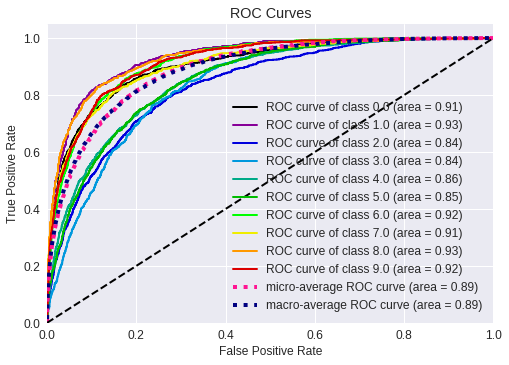 ROC Curves
True Positive Rate
1.0
0.8
0.6
0.4
0.2
0.0
ROC curve of class 0.0 (area = 0.91)
ROC curve of class 1.0 (area = 0.93)
ROC curve of class 2.0 (area = 0.84)
ROC curve of class 3.0 (area = 0.84)
ROC curve of class 4.0 (area = 0.86)
ROC curve of class 5.0 (area = 0.85)
ROC curve of class 6.0 (area = 0.92)
ROC curve of class 7.0 (area = 0.91)
ROC curve of class 8.0 (area = 0.93)
ROC curve of class 9.0 (area = 0.92)
micro-average ROC curve (area = 0.89)
macro-average ROC curve (area = 0.89)
0.0 0.2 0.4 0.6 0.8 1.0
False Positive Rate